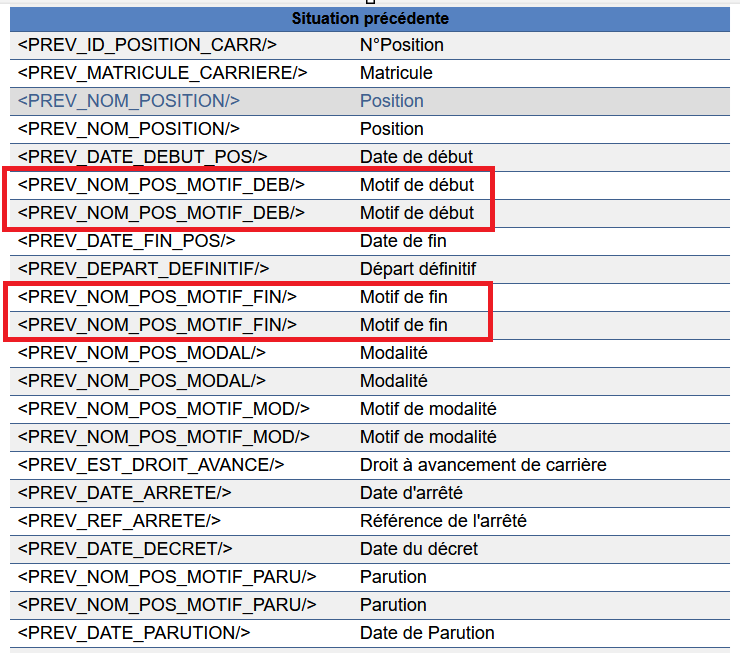 Situation précédente
<PREV_ID_POSITION_CARR/> N°Position
<PREV_MATRICULE_CARRIERE/> Matricule
<PREV_NOM_POSITION/> Position
<PREV_NOM_POSITION/> Position
<PREV_DATE_DEBUT_POS/> Date de début
<PREV_NOM_POS_MOTIF_DEB/> Motif de début
<PREV_NOM_POS_MOTIF_DEB/> Motif de début
<PREV_DATE_FIN_POS/> Date de fin
<PREV_DEPART_DEFINITIF/> Départ définitif
<PREV_NOM_POS_MOTIF_FIN/> Motif de fin
<PREV_NOM_POS_MOTIF_FIN/> Motif de fin
<PREV_NOM_POS_MODAL/> Modalité
<PREV_NOM_POS_MODAL/> Modalité
<PREV_NOM_POS_MOTIF_MOD/> Motif de modalité
<PREV_NOM_POS_MOTIF_MOD/> Motif de modalité
<PREV_EST_DROIT_AVANCE/> Droit à avancement de carrière
<PREV_DATE_ARRETE/> Date d'arrêté
<PREV_REF_ARRETE/> Référence de l'arrêté
<PREV_DATE_DECRET/> Date du décret
<PREV_NOM_POS_MOTIF_PARU/> Parution
<PREV_NOM_POS_MOTIF_PARU/> Parution
<PREV_DATE_PARUTION/> Date de Parution